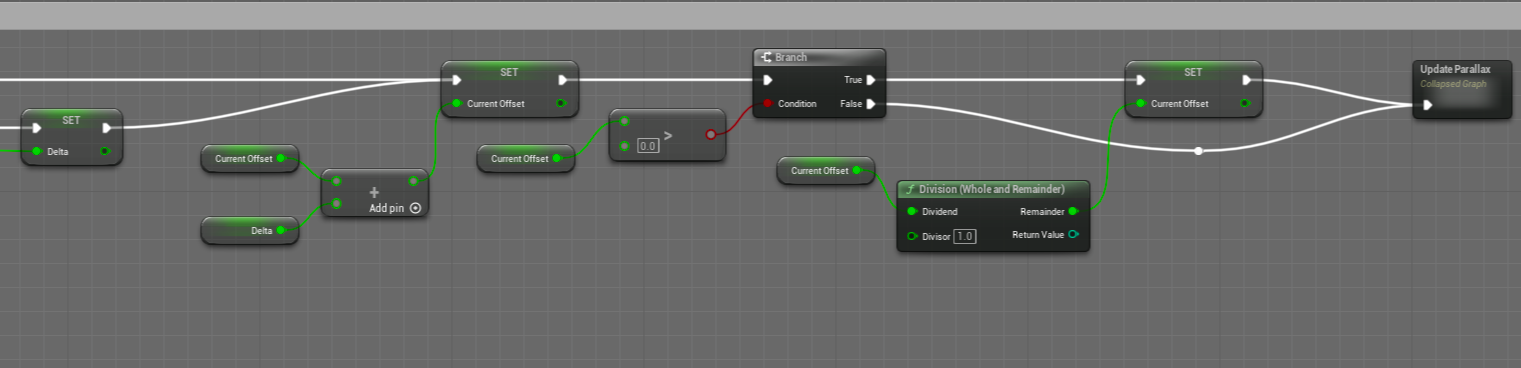 SET
Delta
Current Offset
Delta
+
Add pin
SET
Current Offset
Current Offset
0.0
>
Branch
True
Condition
False
Current Offset
Division (Whole and Remainder)
Dividend
Remainder
Divisor 1.0
Return Value
SET
Current Offset
Update Parallax
Collapsed Graph